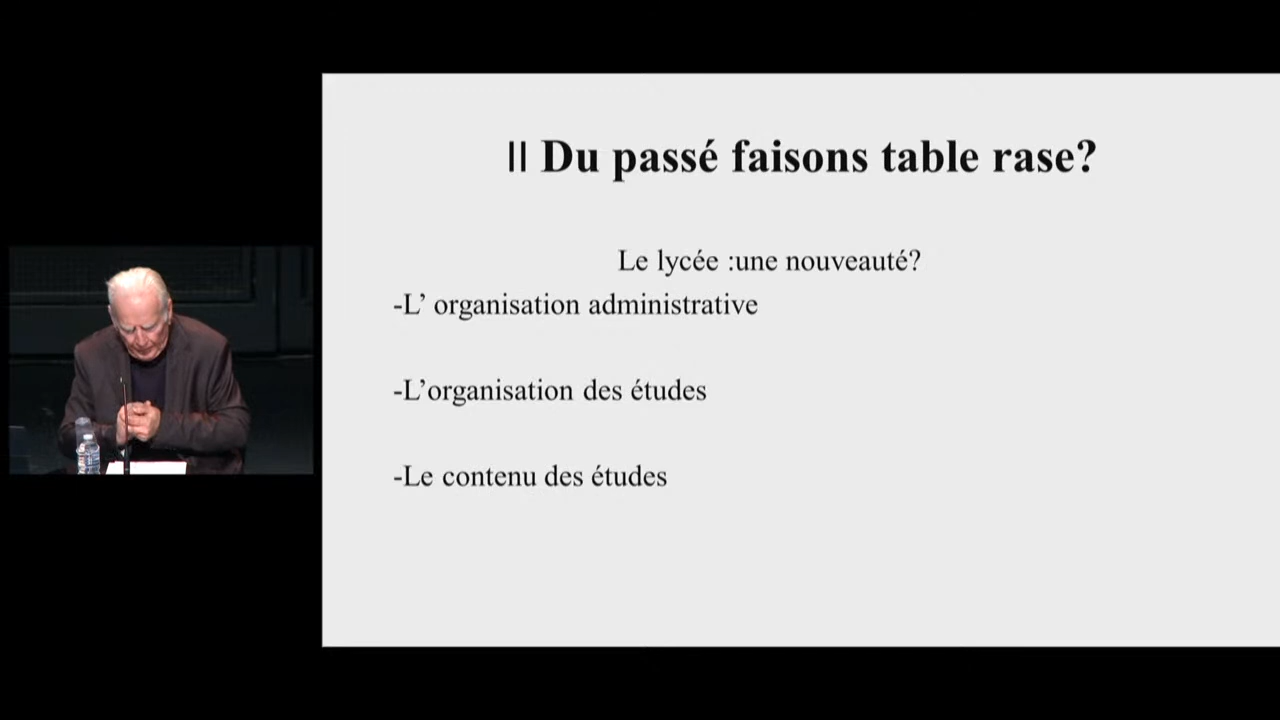 II Du passé faisons table rase?
Le lycée :une nouveauté?
-L’ organisation administrative
-L’organisation des études
-Le contenu des études